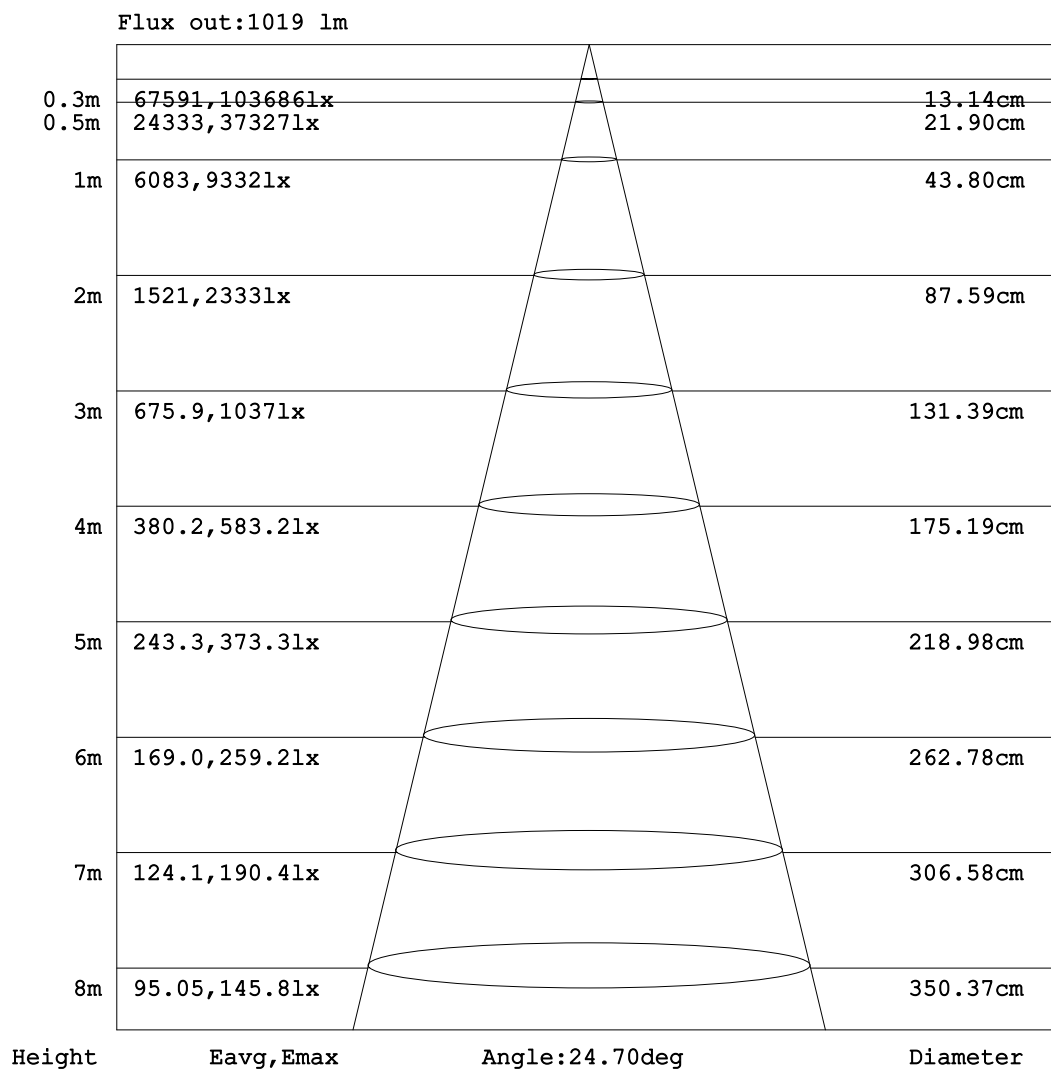 Flux out:1019 lm
0.3m 67591,103686lx 13.14cm
0.5m 24333,37327lx 21.90cm
1m 6083,9332lx 43.80cm
2m 1521,2333lx 87.59cm
3m 675.9,1037lx 131.39cm
4m 380.2,583.2lx 175.19cm
5m 243.3,373.3lx 218.98cm
6m 169.0,259.2lx 262.78cm
7m 124.1,190.4lx 306.58cm
8m 95.05,145.8lx 350.37cm
Height Eavg,Emax Angle:24.70deg Diameter